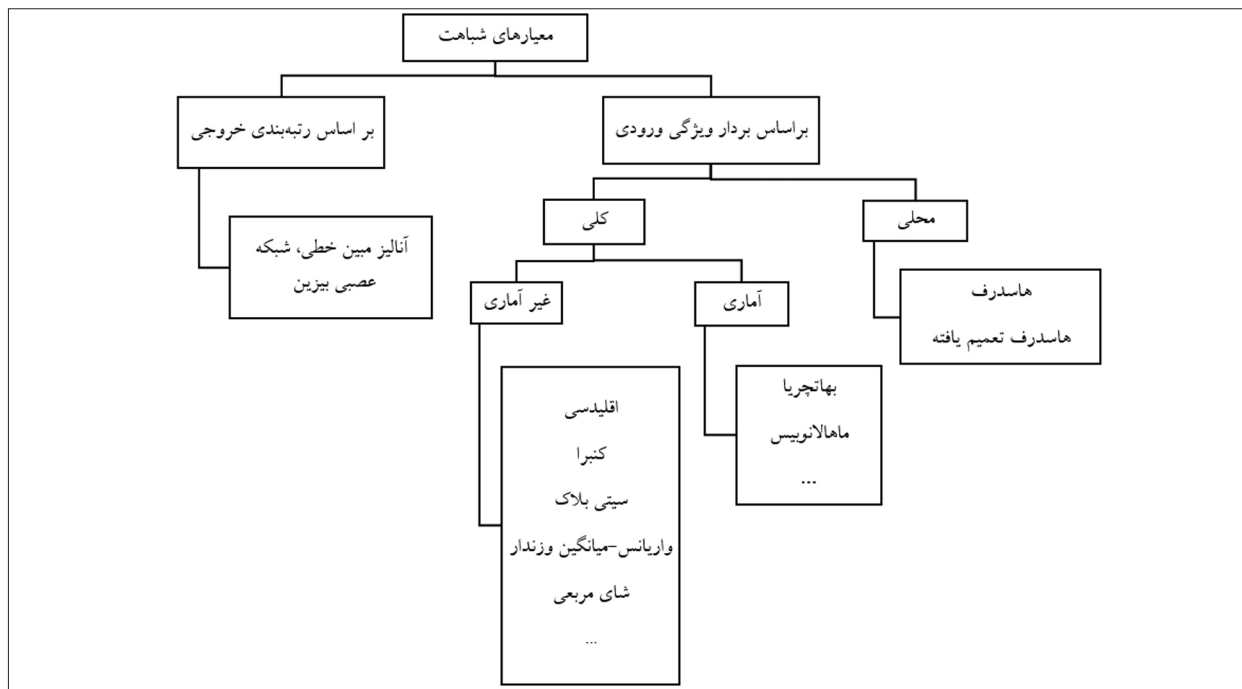 معیارهای شباهت
براساس بردار ویژگی ورودی
بر اساس رتبه‌بندی خروجی
محلی
کلی
هاسدرف
هاسدرف تعمیم یافته
آماری
غیر آماری
آنالیز مبین خطی، شبکه
عصبی بیزین
بهاتچریا
ماهالانوبیس
...
اقلیدسی
کنبرا
سیتی بلاک
واریانس-میانگین وزندار
شای مربعی
...